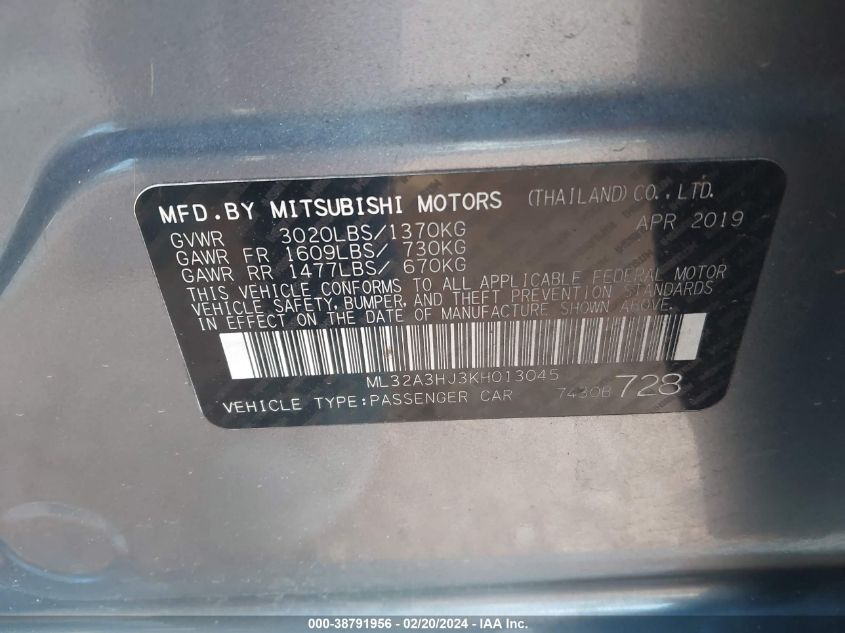 MFD.BY MITSUBISHI MOTORS (THAILAND)CO.,LTD.
GVWR 3020LBS/1370KG APR 2019
GAWR FR 1609LBS/ 730KG
GAWR RR 1477LBS/ 670KG
THIS VEHICLE CONFORMS TO ALL APPLICABLE FEDERAL MOTOR
VEHICLE SAFETY, BUMPER, AND THEFT PREVENTION STANDARDS
IN EFFECT ON THE DATE OF MANUFACTURE SHOWN ABOVE.
ML32A3HJ3KH013045
VEHICLE TYPE:PASSENGER CAR 7430B 728
000-38791956 - 02/20/2024 - IAA Inc.